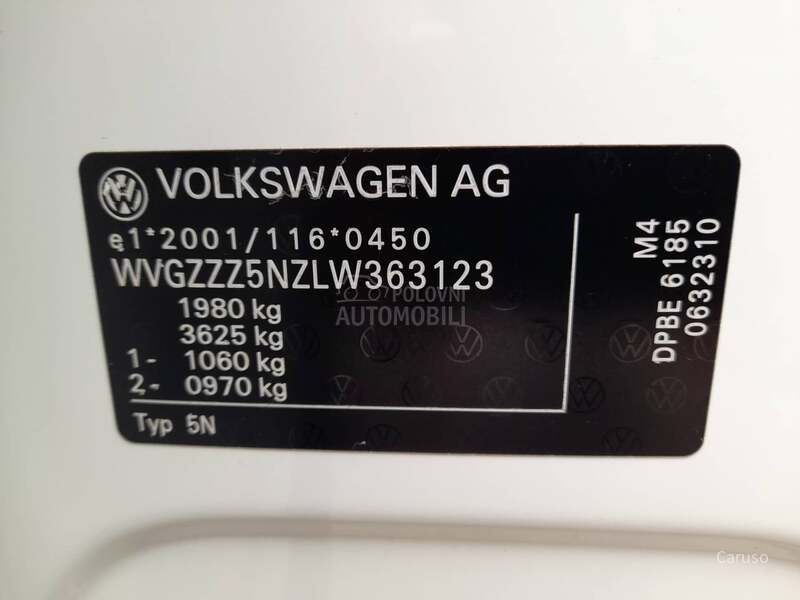 VOLKSWAGEN AG
e1*2001/116*0450
WVGZZZ5NZLW363123
1980 kg
3625 kg
1- 1060 kg
2- 0970 kg
Typ 5N
M4
DPBE 6185
0632310
POLOVNI
AUTOMOBILI
Caruso